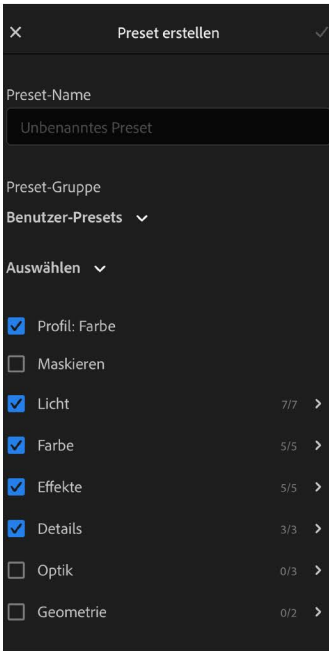 Preset erstellen
Preset-Name
Unbenanntes Preset
Preset-Gruppe
Benutzer-Presets
Auswählen
Profil: Farbe
Maskieren
Licht 7/7
Farbe 5/5
Effekte 5/5
Details 3/3
Optik 0/3
Geometrie 0/2